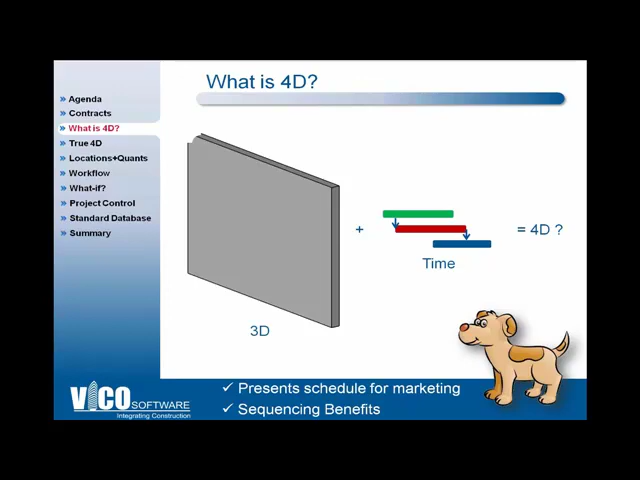 What is 4D?
» Agenda
» Contracts
» What is 4D?
» True 4D
» Locations+Quants
» Workflow
» What-if?
» Project Control
» Standard Database
» Summary
+
= 4D ?
Time
3D
✓ Presents schedule for marketing
✓ Sequencing Benefits
VICO SOFTWARE
Integrating Construction